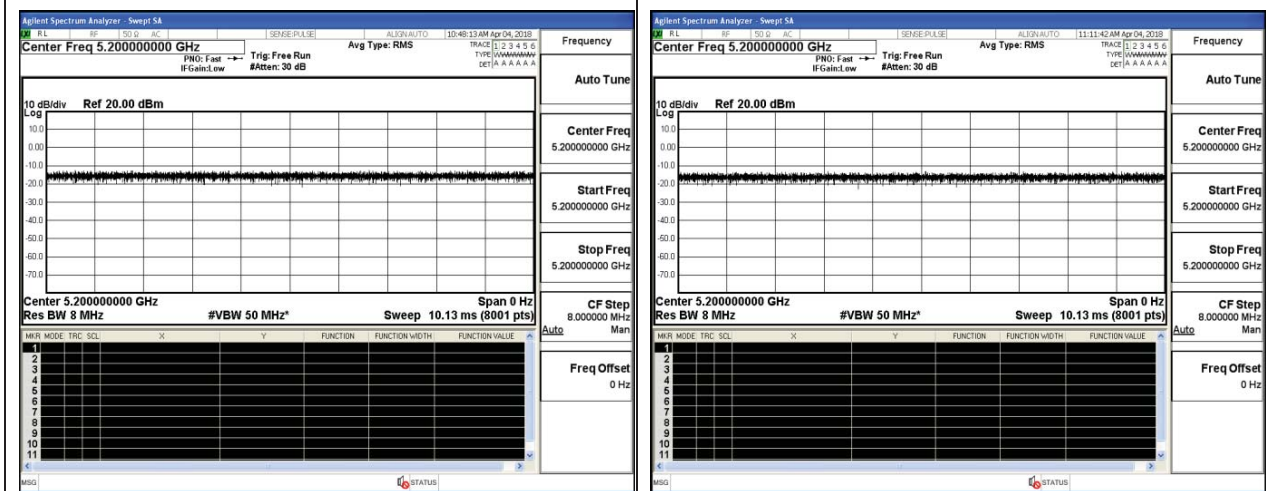 Agilent Spectrum Analyzer - Swept SA
RL RF 50 Ω AC SENSE:PULSE ALIGN AUTO 10:48:13 AM Apr 04, 2018
Center Freq 5.200000000 GHz
PNO: Fast
IFGain:Low
Trig: Free Run
#Atten: 30 dB
Avg Type: RMS
TRACE 1 2 3 4 5 6
TYPE
DET A A A A A A
10 dB/div Ref 20.00 dBm
Log
10.0
0.00
-10.0
-20.0
-30.0
-40.0
-50.0
-60.0
-70.0
Center 5.200000000 GHz Span 0 Hz
Res BW 8 MHz #VBW 50 MHz* Sweep 10.13 ms (8001 pts)
MKR MODE TRC SCL X Y FUNCTION FUNCTION WIDTH FUNCTION VALUE
1
2
3
4
5
6
7
8
9
10
11
MSG STATUS
Frequency
Auto Tune
Center Freq
5.200000000 GHz
Start Freq
5.200000000 GHz
Stop Freq
5.200000000 GHz
CF Step
8.000000 MHz
Auto Man
Freq Offset
0 Hz
Agilent Spectrum Analyzer - Swept SA
RL RF 50 Ω AC SENSE:PULSE ALIGN AUTO 11:11:42 AM Apr 04, 2018
Center Freq 5.200000000 GHz
PNO: Fast
IFGain:Low
Trig: Free Run
#Atten: 30 dB
Avg Type: RMS
TRACE 1 2 3 4 5 6
TYPE
DET A A A A A A
10 dB/div Ref 20.00 dBm
Log
10.0
0.00
-10.0
-20.0
-30.0
-40.0
-50.0
-60.0
-70.0
Center 5.200000000 GHz Span 0 Hz
Res BW 8 MHz #VBW 50 MHz* Sweep 10.13 ms (8001 pts)
MKR MODE TRC SCL X Y FUNCTION FUNCTION WIDTH FUNCTION VALUE
1
2
3
4
5
6
7
8
9
10
11
MSG STATUS
Frequency
Auto Tune
Center Freq
5.200000000 GHz
Start Freq
5.200000000 GHz
Stop Freq
5.200000000 GHz
CF Step
8.000000 MHz
Auto Man
Freq Offset
0 Hz